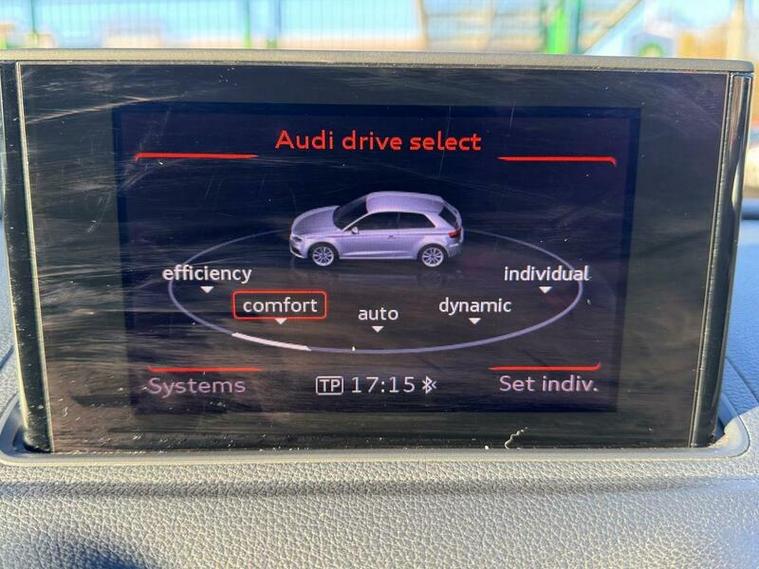 Audi drive select
efficiency
individual
comfort
auto
dynamic
Systems
TP 17:15
Set indiv.